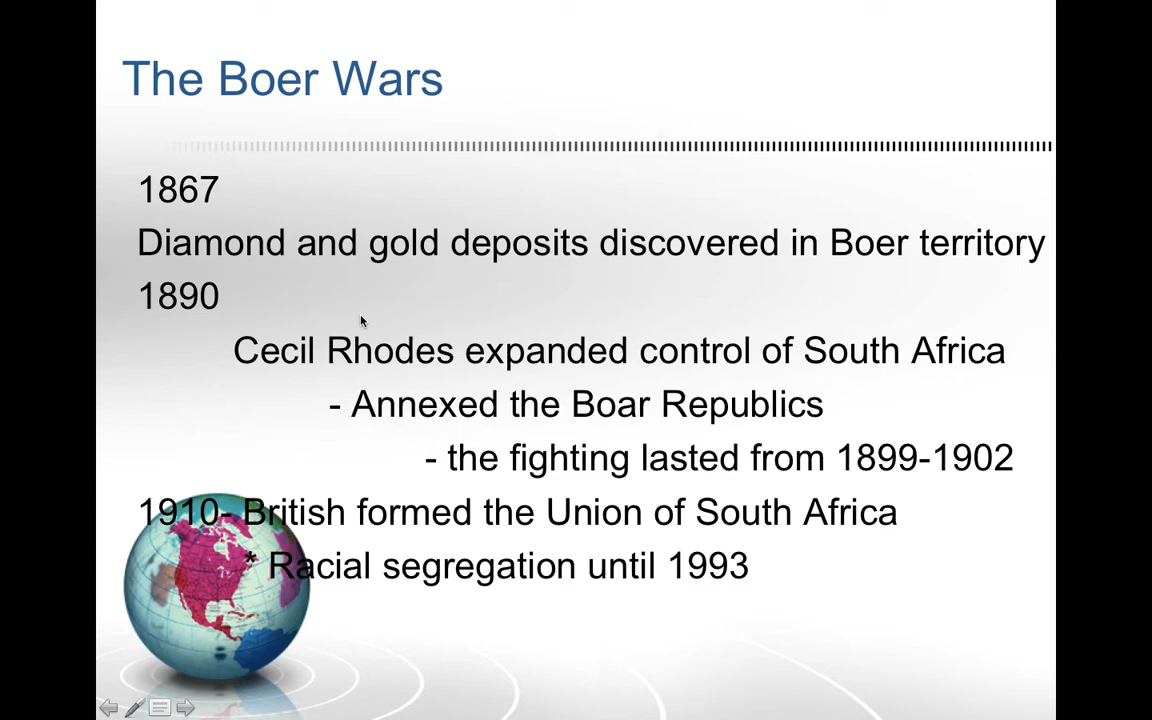 The Boer Wars
1867
Diamond and gold deposits discovered in Boer territory
1890
Cecil Rhodes expanded control of South Africa
- Annexed the Boar Republics
- the fighting lasted from 1899-1902
1910- British formed the Union of South Africa
* Racial segregation until 1993